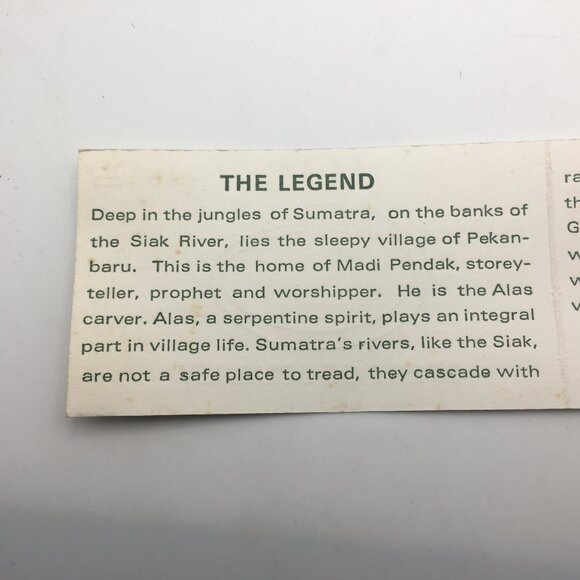 THE LEGEND
Deep in the jungles of Sumatra, on the banks of
the Siak River, lies the sleepy village of Pekan-
baru. This is the home of Madi Pendak, storey-
teller, prophet and worshipper. He is the Alas
carver. Alas, a serpentine spirit, plays an integral
part in village life. Sumatra's rivers, like the Siak,
are not a safe place to tread, they cascade with